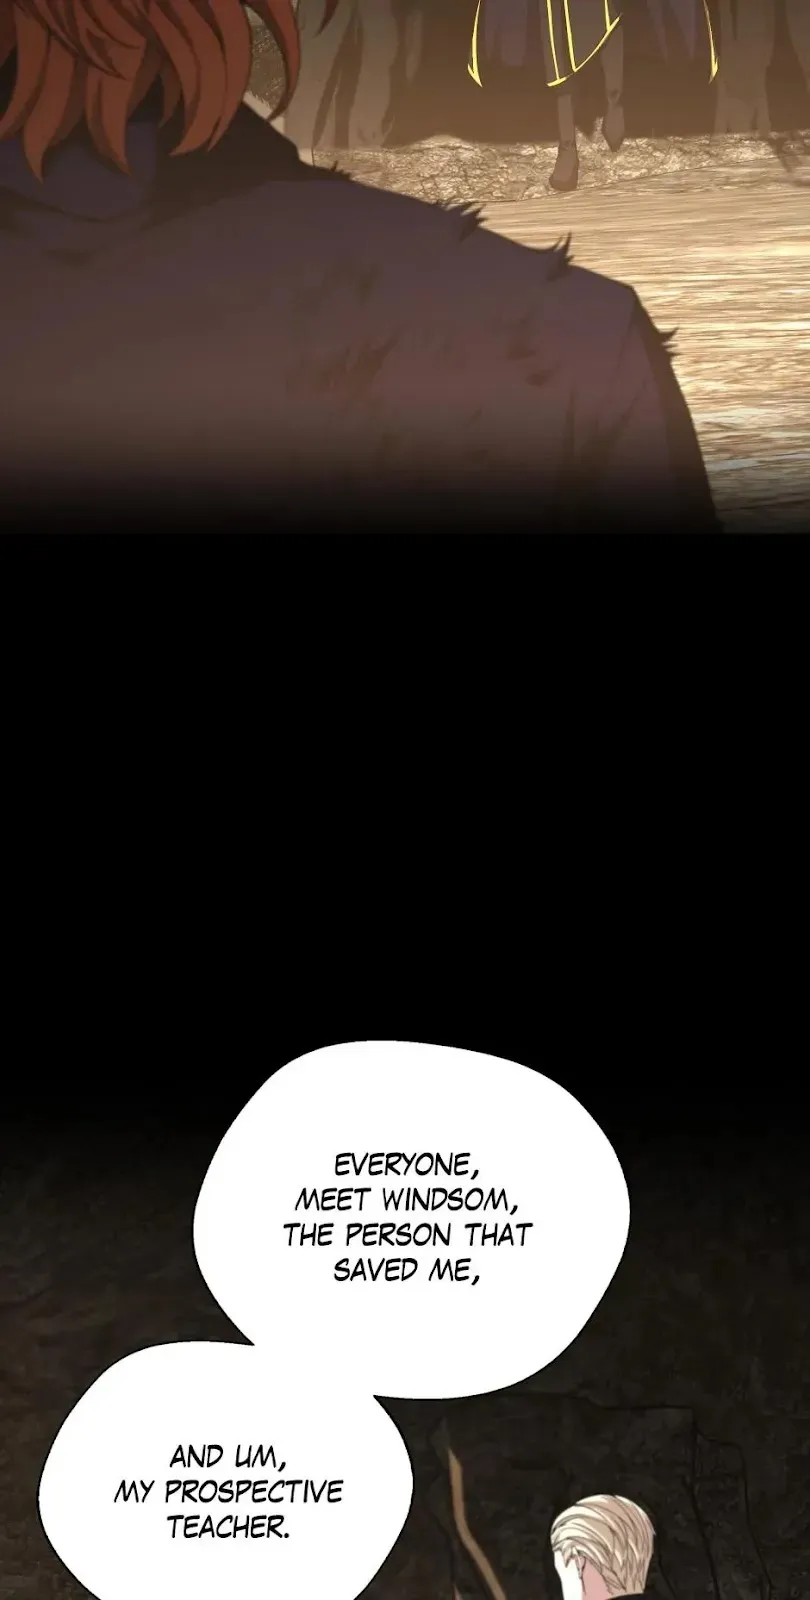 EVERYONE,
MEET WINDSOM,
THE PERSON THAT
SAVED ME,
AND UM,
MY PROSPECTIVE
TEACHER.